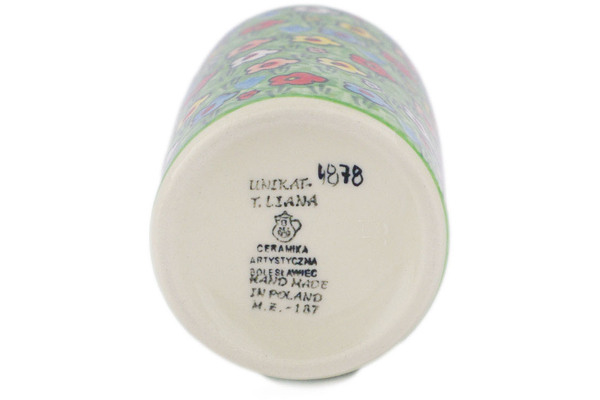 UNIKAT- 4878
T. LIANA
CERAMIKA
ARTYSTYCZNA
BOLESŁAWIEC
HAND MADE
IN POLAND
M.Z.-187